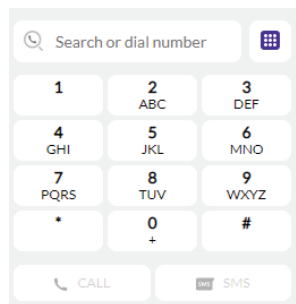 Search or dial number
1 2 3
ABC DEF
4 5 6
GHI JKL MNO
7 8 9
PQRS TUV WXYZ
* 0 #
+
CALL SMS SMS